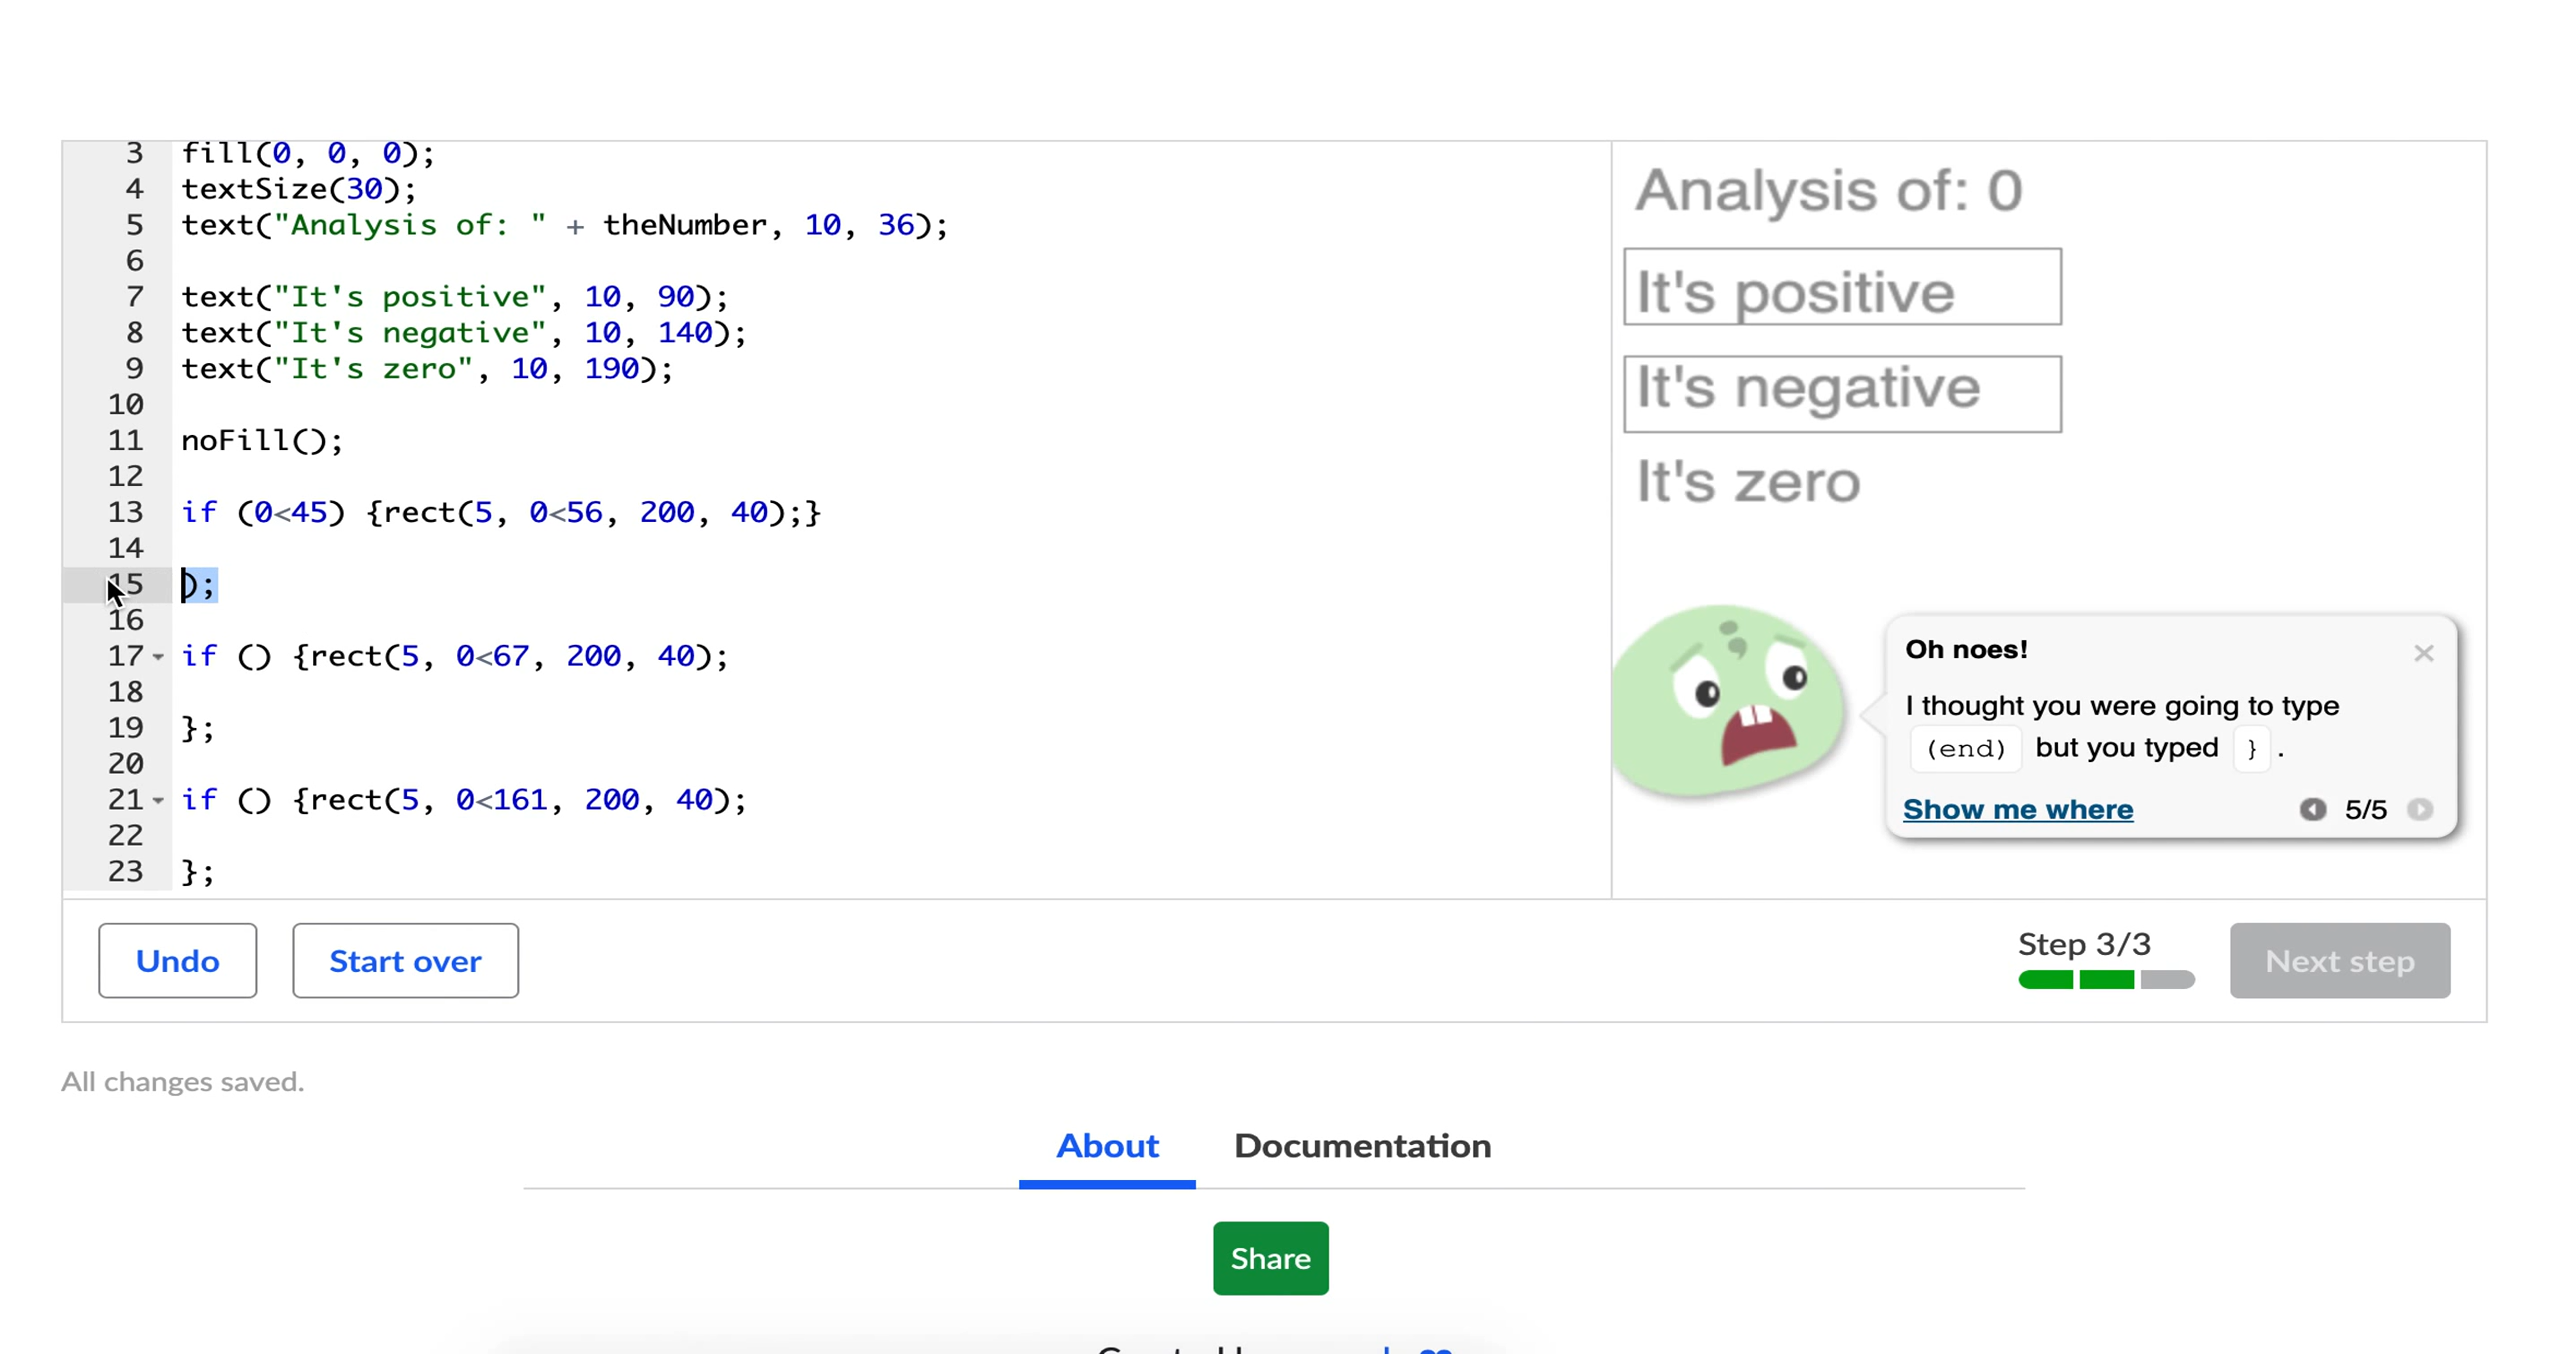 3 fill(0, 0, 0);
4 textSize(30);
5 text("Analysis of: " + theNumber, 10, 36);
6
7 text("It's positive", 10, 90);
8 text("It's negative", 10, 140);
9 text("It's zero", 10, 190);
10
11 noFill();
12
13 if (0<45) {rect(5, 0<56, 200, 40);}
14
15 );
16
17 if () {rect(5, 0<67, 200, 40);
18
19 };
20
21 if () {rect(5, 0<161, 200, 40);
22
23 };
Analysis of: 0
It's positive
It's negative
It's zero
Oh noes!
I thought you were going to type
(end) but you typed } .
Show me where 5/5
Undo Start over Step 3/3 Next step
All changes saved.
About Documentation
Share